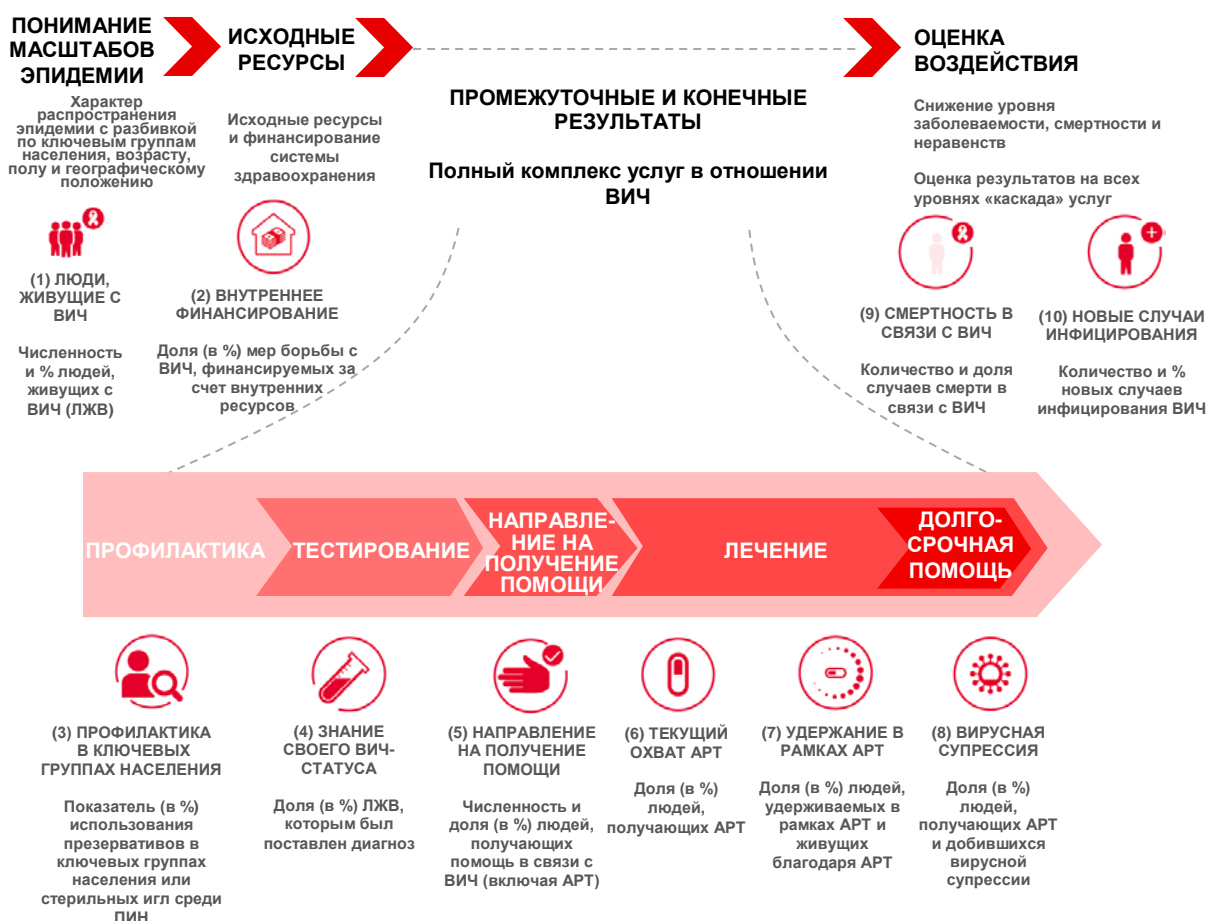 ПОНИМАНИЕ
МАСШТАБОВ
ЭПИДЕМИИ
Характер
распространения
эпидемии с разбивкой
по ключевым группам
населения, возрасту,
полу и географическому
положению
(1) ЛЮДИ,
ЖИВУЩИЕ С
ВИЧ
Численность
и % людей,
живущих с
ВИЧ (ЛЖВ)
ИСХОДНЫЕ
РЕСУРСЫ
Исходные ресурсы
и финансирование
системы
здравоохранения
(2) ВНУТРЕННЕЕ
ФИНАНСИРОВАНИЕ
Доля (в %) мер борьбы с
ВИЧ, финансируемых за
счет внутренних
ресурсов
ПРОМЕЖУТОЧНЫЕ И КОНЕЧНЫЕ
РЕЗУЛЬТАТЫ
Полный комплекс услуг в отношении
ВИЧ
ОЦЕНКА
ВОЗДЕЙСТВИЯ
Снижение уровня
заболеваемости, смертности и
неравенств
Оценка результатов на всех
уровнях «каскада» услуг
(9) СМЕРТНОСТЬ В
СВЯЗИ С ВИЧ
Количество и доля
случаев смерти в
связи с ВИЧ
(10) НОВЫЕ СЛУЧАИ
ИНФИЦИРОВАНИЯ
Количество и %
новых случаев
инфицирования ВИЧ
ПРОФИЛАКТИКА
ТЕСТИРОВАНИЕ
НАПРАВЛЕ-
НИЕ НА
ПОЛУЧЕНИЕ
ПОМОЩИ
ЛЕЧЕНИЕ
ДОЛГО-
СРОЧНАЯ
ПОМОЩЬ
(3) ПРОФИЛАКТИКА
В КЛЮЧЕВЫХ
ГРУППАХ НАСЕЛЕНИЯ
Показатель (в %)
использования
презервативов в
ключевых группах
населения или
стерильных игл среди
ПИН
(4) ЗНАНИЕ
СВОЕГО ВИЧ-
СТАТУСА
Доля (в %) ЛЖВ,
которым был
поставлен диагноз
(5) НАПРАВЛЕНИЕ
НА ПОЛУЧЕНИЕ
ПОМОЩИ
Численность и
доля (в %) людей,
получающих
помощь в связи с
ВИЧ (включая АРТ)
(6) ТЕКУЩИЙ
ОХВАТ АРТ
Доля (в %)
людей,
получающих АРТ
(7) УДЕРЖАНИЕ В
РАМКАХ АРТ
Доля (в %) людей,
удерживаемых в
рамках АРТ и
живущих
благодаря АРТ
(8) ВИРУСНАЯ
СУПРЕССИЯ
Доля (в %)
людей,
получающих АРТ
и добившихся
вирусной
супрессии